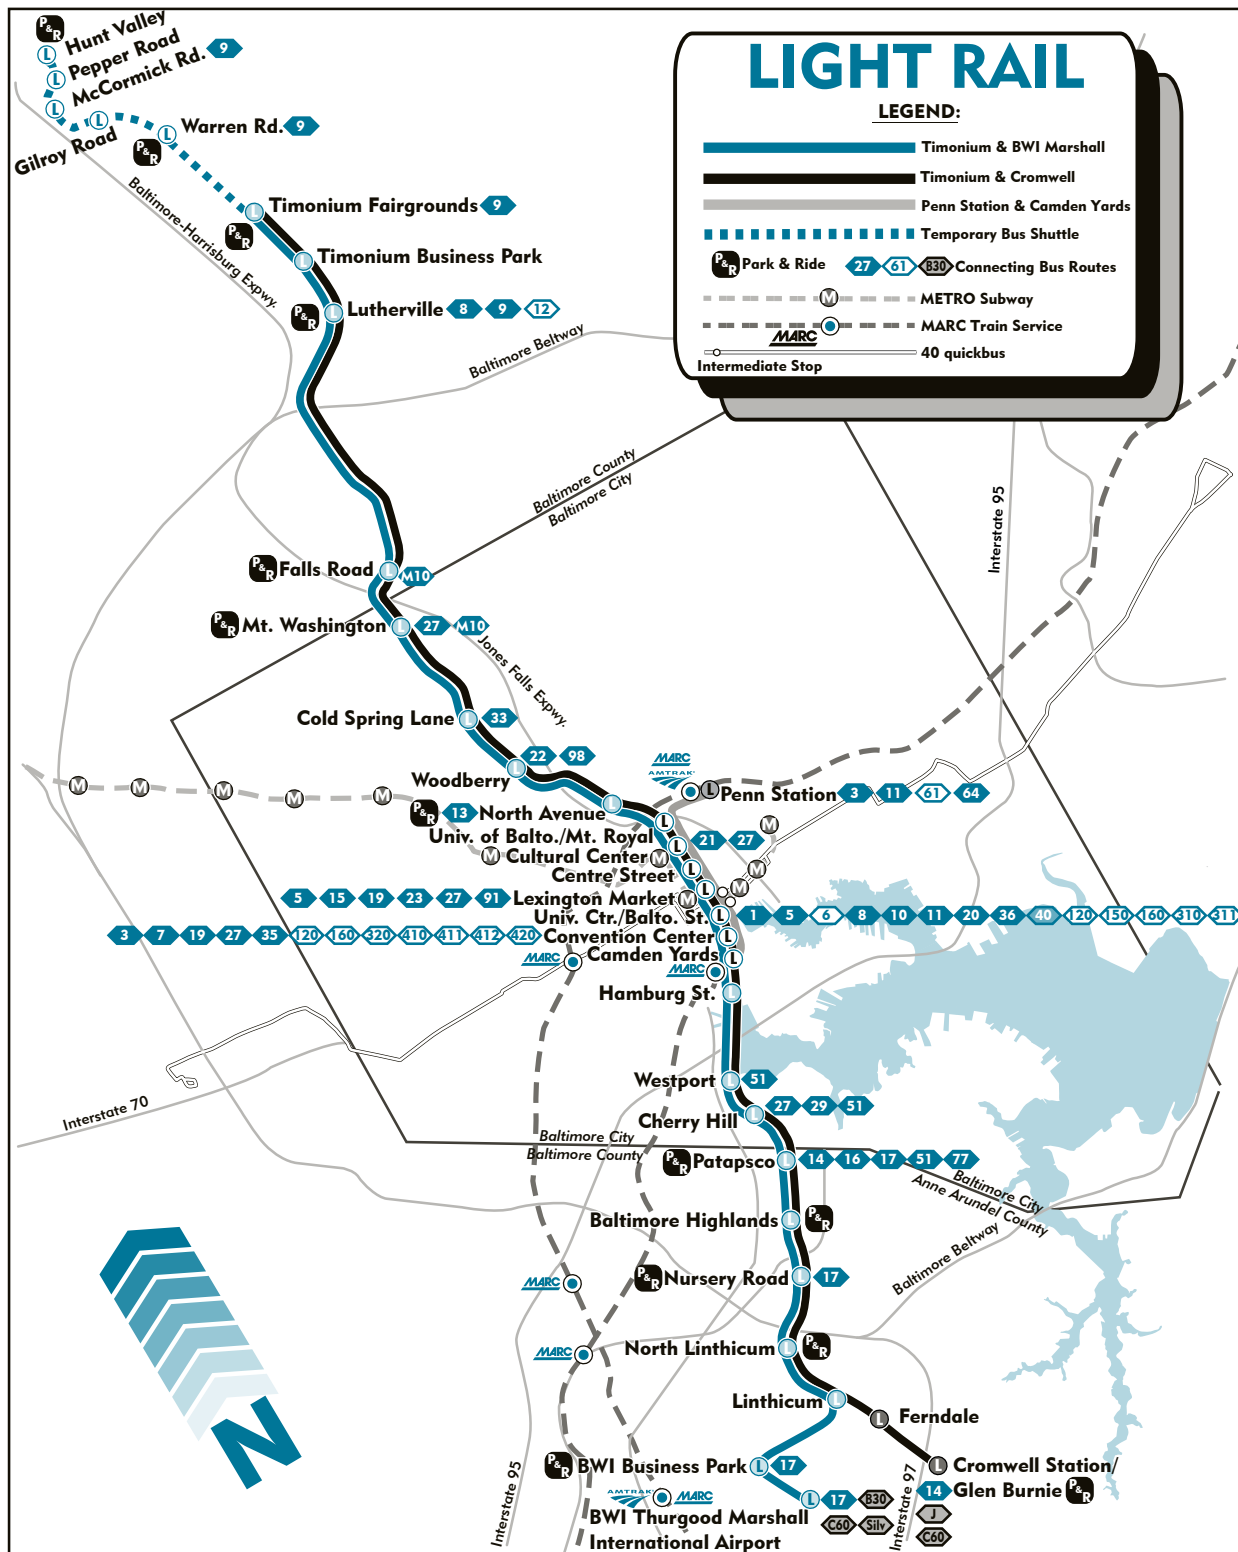 LIGHT RAIL
LEGEND:
Timonium & BWI Marshall
Timonium & Cromwell
Penn Station & Camden Yards
Temporary Bus Shuttle
P&R Park & Ride 27 61 B30 Connecting Bus Routes
M METRO Subway
MARC Train Service
MARC
40 quickbus
Intermediate Stop
P&R Hunt Valley
L Pepper Road
L McCormick Rd. 9
L
L Gilroy Road
L Warren Rd. 9
P&R
Baltimore-Harrisburg Expwy.
L Timonium Fairgrounds 9
P&R
L Timonium Business Park
P&R L Lutherville 8 9 12
Baltimore Beltway
Baltimore County
Baltimore City
Interstate 95
P&R Falls Road L M10
P&R Mt. Washington L 27 M10
Jones Falls Expwy.
Cold Spring Lane L 33
22 98
Woodberry L
MARC
AMTRAK
L Penn Station 3 11 61 64
M M M M M
P&R 13 North Avenue L
Univ. of Balto./Mt. Royal L 21 27 M
M Cultural Center M L
Centre Street L M
5 15 19 23 27 91 Lexington Market M L M
Univ. Ctr./Balto. St. L 1 5 6 8 10 11 20 36 40 120 150 160 310 311
3 7 19 27 35 120 160 320 410 411 412 420 Convention Center L
MARC Camden Yards L
MARC
Hamburg St. L
Westport L 51
Interstate 70
Cherry Hill L 27 29 51
Baltimore City
Baltimore County
P&R Patapsco L 14 16 17 51 77
Baltimore City
Anne Arundel County
Baltimore Highlands L P&R
Baltimore Beltway
MARC
P&R Nursery Road L 17
MARC
North Linthicum L P&R
Linthicum L
L Ferndale
P&R BWI Business Park L 17
L Cromwell Station/
14 Glen Burnie P&R
AMTRAK MARC
L 17 B30
BWI Thurgood Marshall
International Airport
C60 Silv
J
C60
Interstate 95
Interstate 97
N